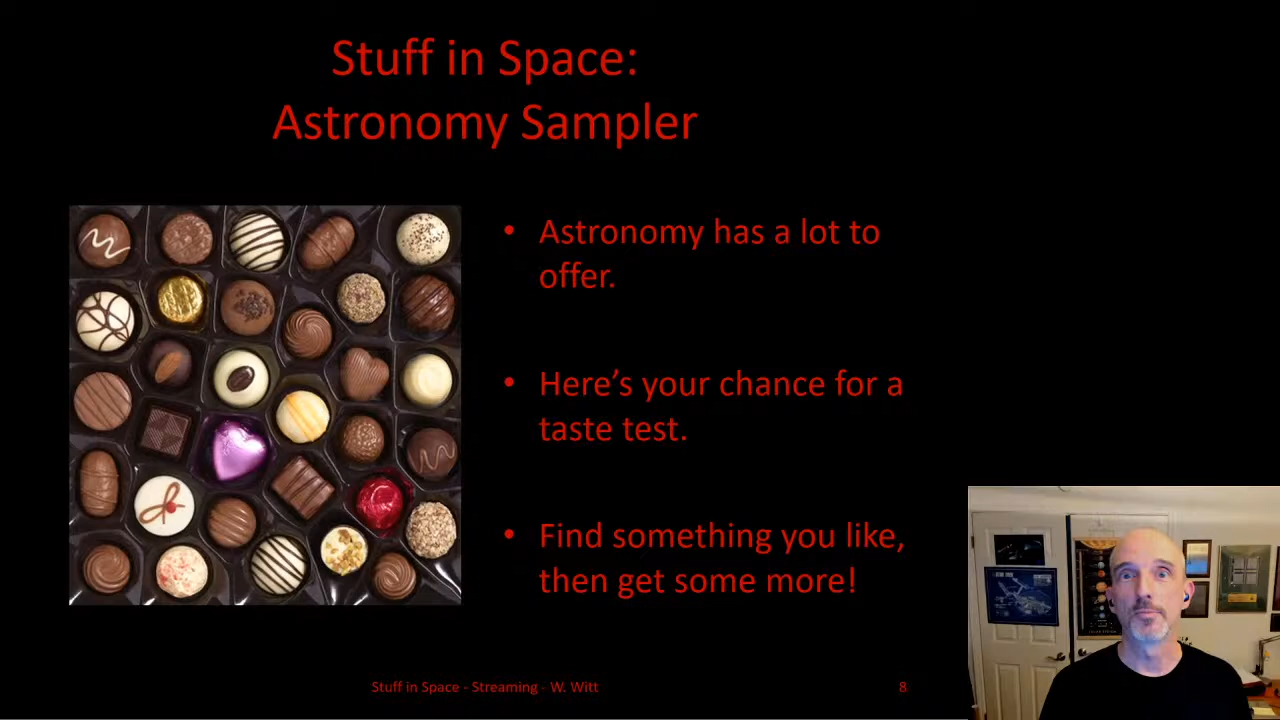 Stuff in Space:
Astronomy Sampler
• Astronomy has a lot to
offer.
• Here’s your chance for a
taste test.
• Find something you like,
then get some more!
Stuff in Space - Streaming - W. Witt
8